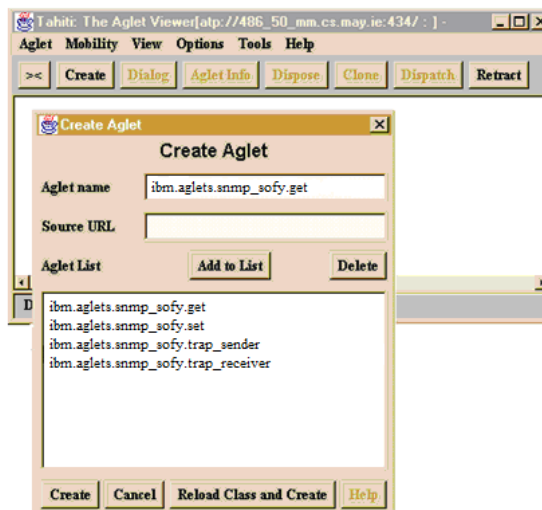 Tahiti: The Aglet Viewer[atp://486_50_mm.cs.may.ie:434/ : ] -
Aglet Mobility View Options Tools Help
>< Create Dialog Aglet Info Dispose Clone Dispatch Retract
Create Aglet
Create Aglet
Aglet name ibm.aglets.snmp_sofy.get
Source URL
Aglet List Add to List Delete
ibm.aglets.snmp_sofy.get
ibm.aglets.snmp_sofy.set
ibm.aglets.snmp_sofy.trap_sender
ibm.aglets.snmp_sofy.trap_receiver
Create Cancel Reload Class and Create Help